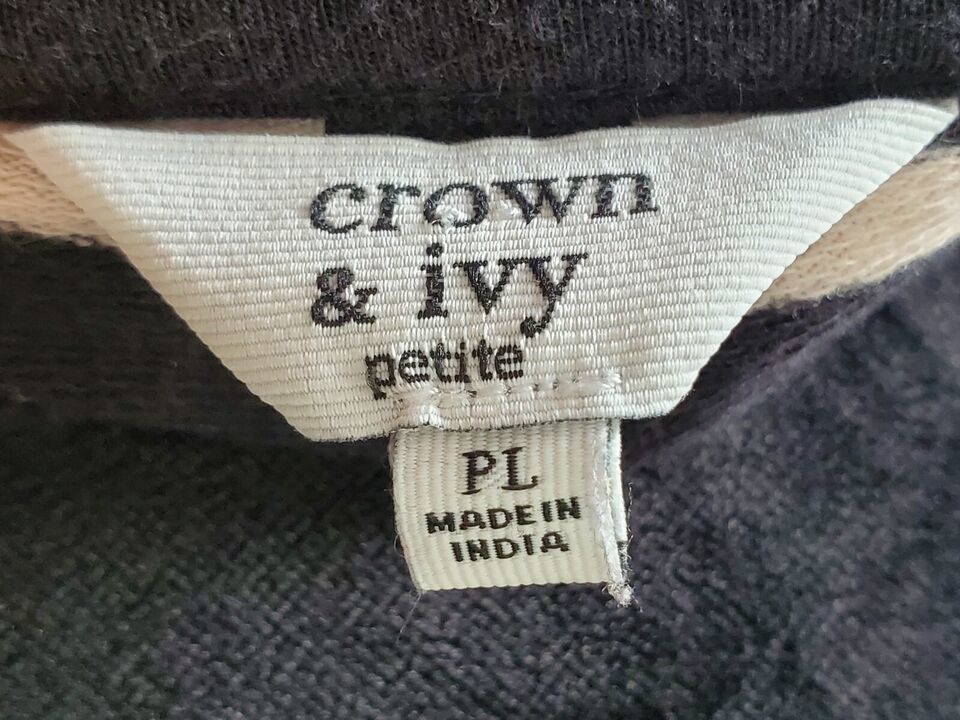 crown
& ivy
petite
PL
MADE IN
INDIA